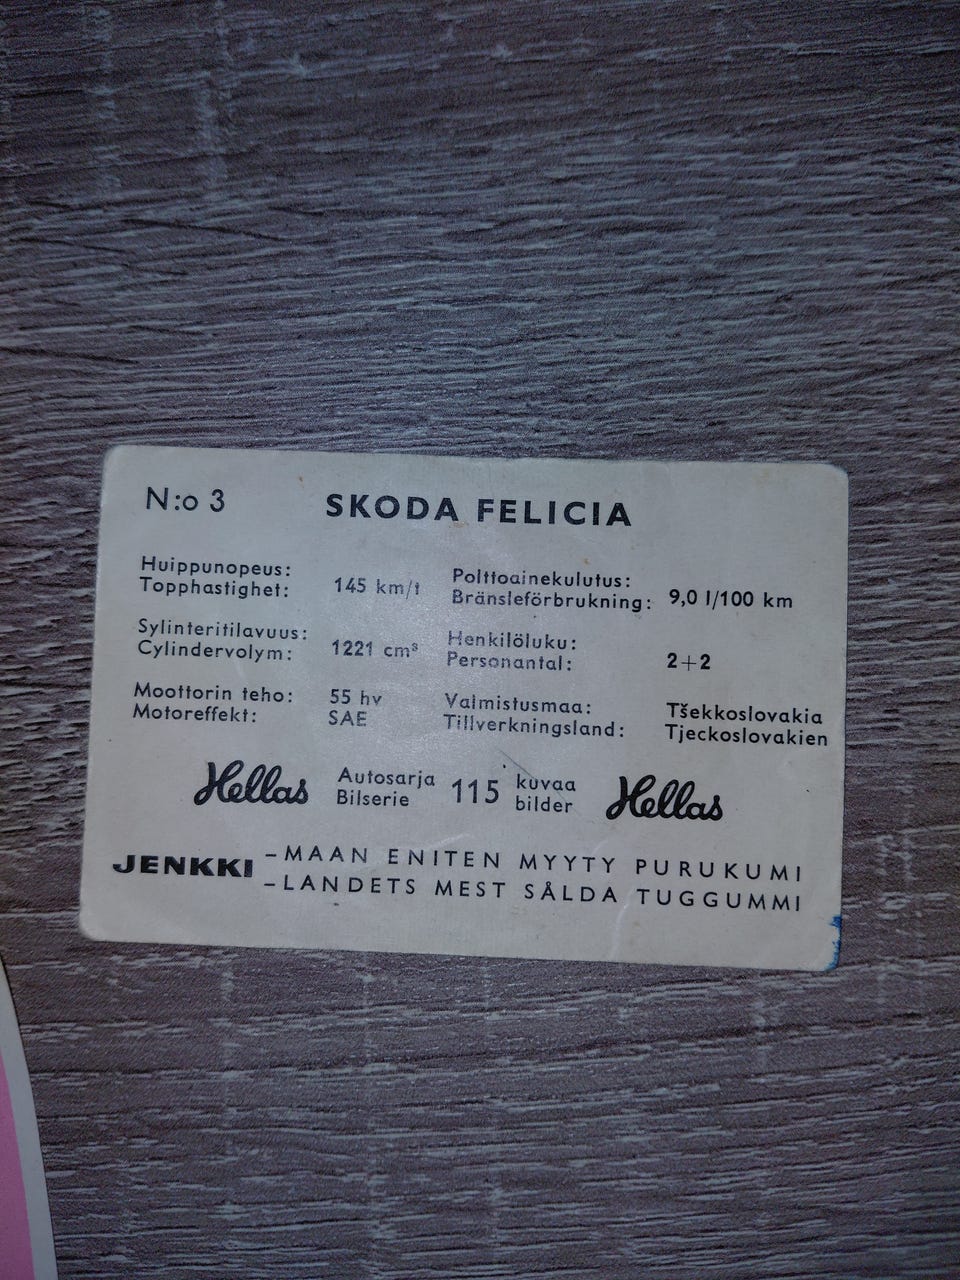 N:o 3 SKODA FELICIA
Huippunopeus:
Topphastighet: 145 km/t
Polttoainekulutus:
Bränsleförbrukning: 9,0 l/100 km
Sylinteritilavuus:
Cylindervolym: 1221 cm³
Henkilöluku:
Personantal: 2+2
Moottorin teho: 55 hv
Motoreffekt: SAE
Valmistusmaa: Tšekkoslovakia
Tillverkningsland: Tjeckoslovakien
Hellas Autosarja 115 kuvaa Hellas
Bilserie bilder
JENKKI – MAAN ENITEN MYYTY PURUKUMI
– LANDETS MEST SÅLDA TUGGUMMI